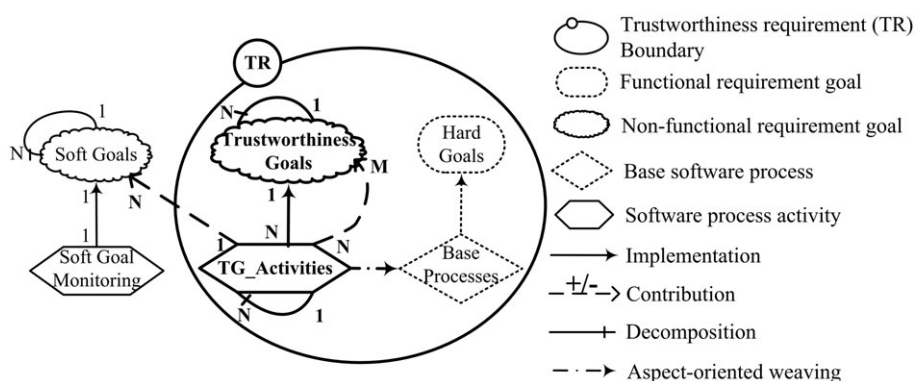 TR
N
1
Trustworthiness
Goals
M
1
N
N
1
TG_Activities
N
1
1
N
Soft Goals
N
1
1
Soft Goal
Monitoring
Hard
Goals
Base
Processes
Trustworthiness requirement (TR)
Boundary
Functional requirement goal
Non-functional requirement goal
Base software process
Software process activity
Implementation
+/-
Contribution
Decomposition
Aspect-oriented weaving